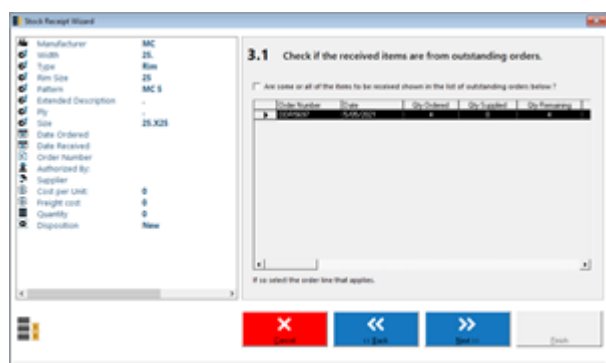 Stock Receipt Wizard
Manufacturer MC
Width 25.
Type Rim
Rim Size 25
Pattern MC 5
Extended Description .
Ply .
Size 25.X25
Date Ordered
Date Received
Order Number
Authorized By:
Supplier
Cost per Unit: 0
Freight cost 0
Quantity 0
Disposition New
3.1 Check if the received items are from outstanding orders.
Are some or all of the items to be received shown in the list of outstanding orders below ?
Order Number Date Qty Ordered Qty Supplied Qty Remaining
15/05/2021 4 0 4
If so select the order line that applies.
Cancel
<< Back
Next >>
Finish